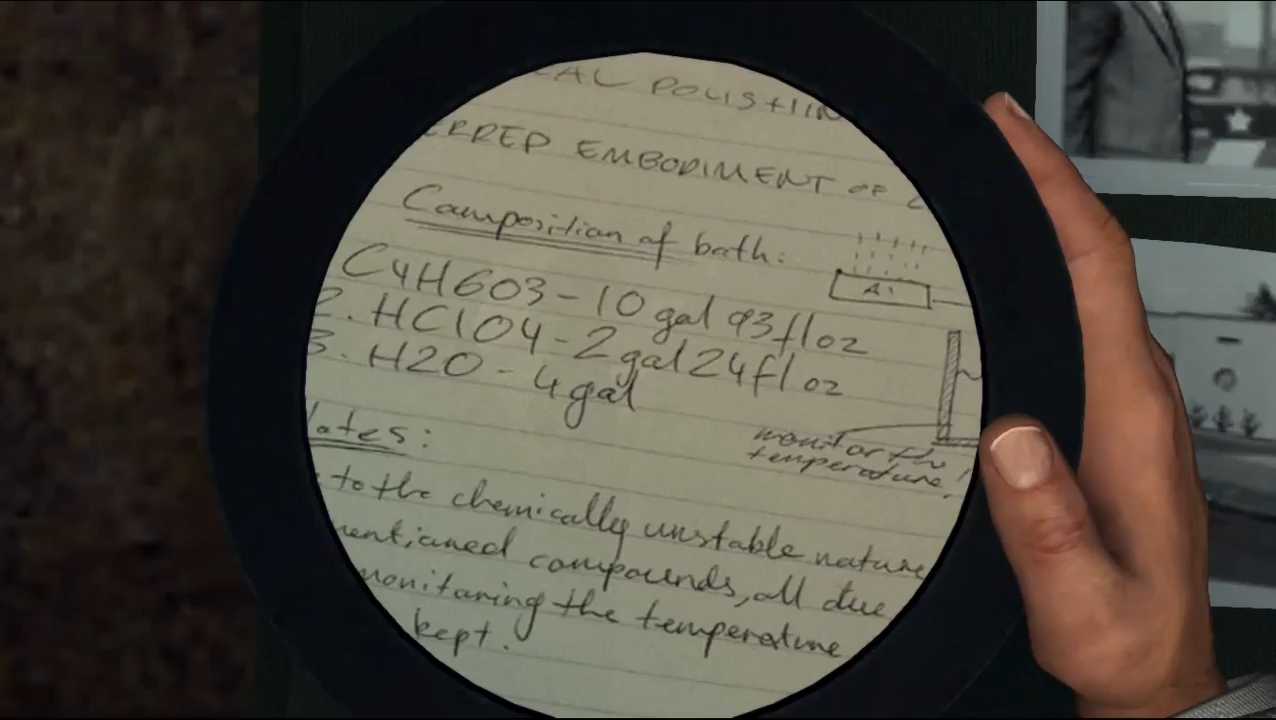 CAL POLISHIN
ERRED EMBODIMENT OF C
Composition of bath:
C4H6O3 - 10 gal 93 fl oz
2. HClO4 - 2 gal 24 fl oz
3. H2O - 4 gal
Al
monitor the
temperature!
Notes:
to the chemically unstable nature
mentioned compounds, all due
monitoring the temperature
kept.